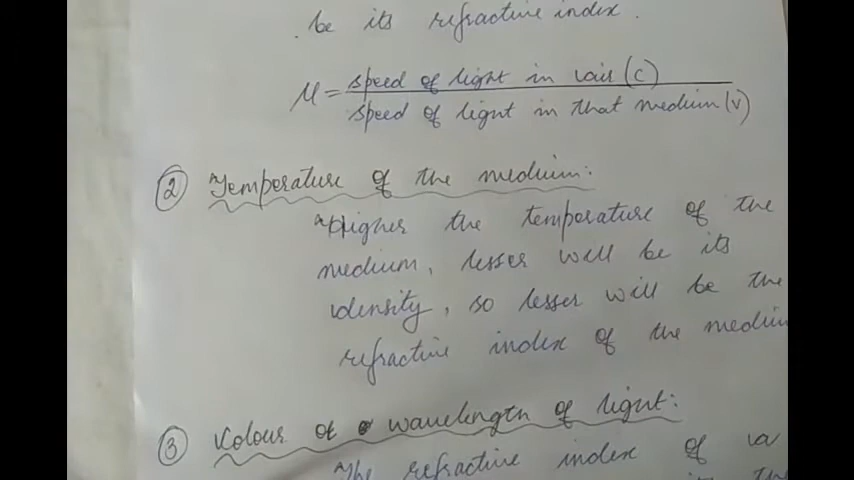 be its refractive index.
μ = speed of light in air (c)
speed of light in that medium (v)
② Temperature of the medium:
Higher the temperature of the
medium, lesser will be its
density, so lesser will be the
refractive index of the medium
③ Colour of wavelength of light:
The refractive index of a